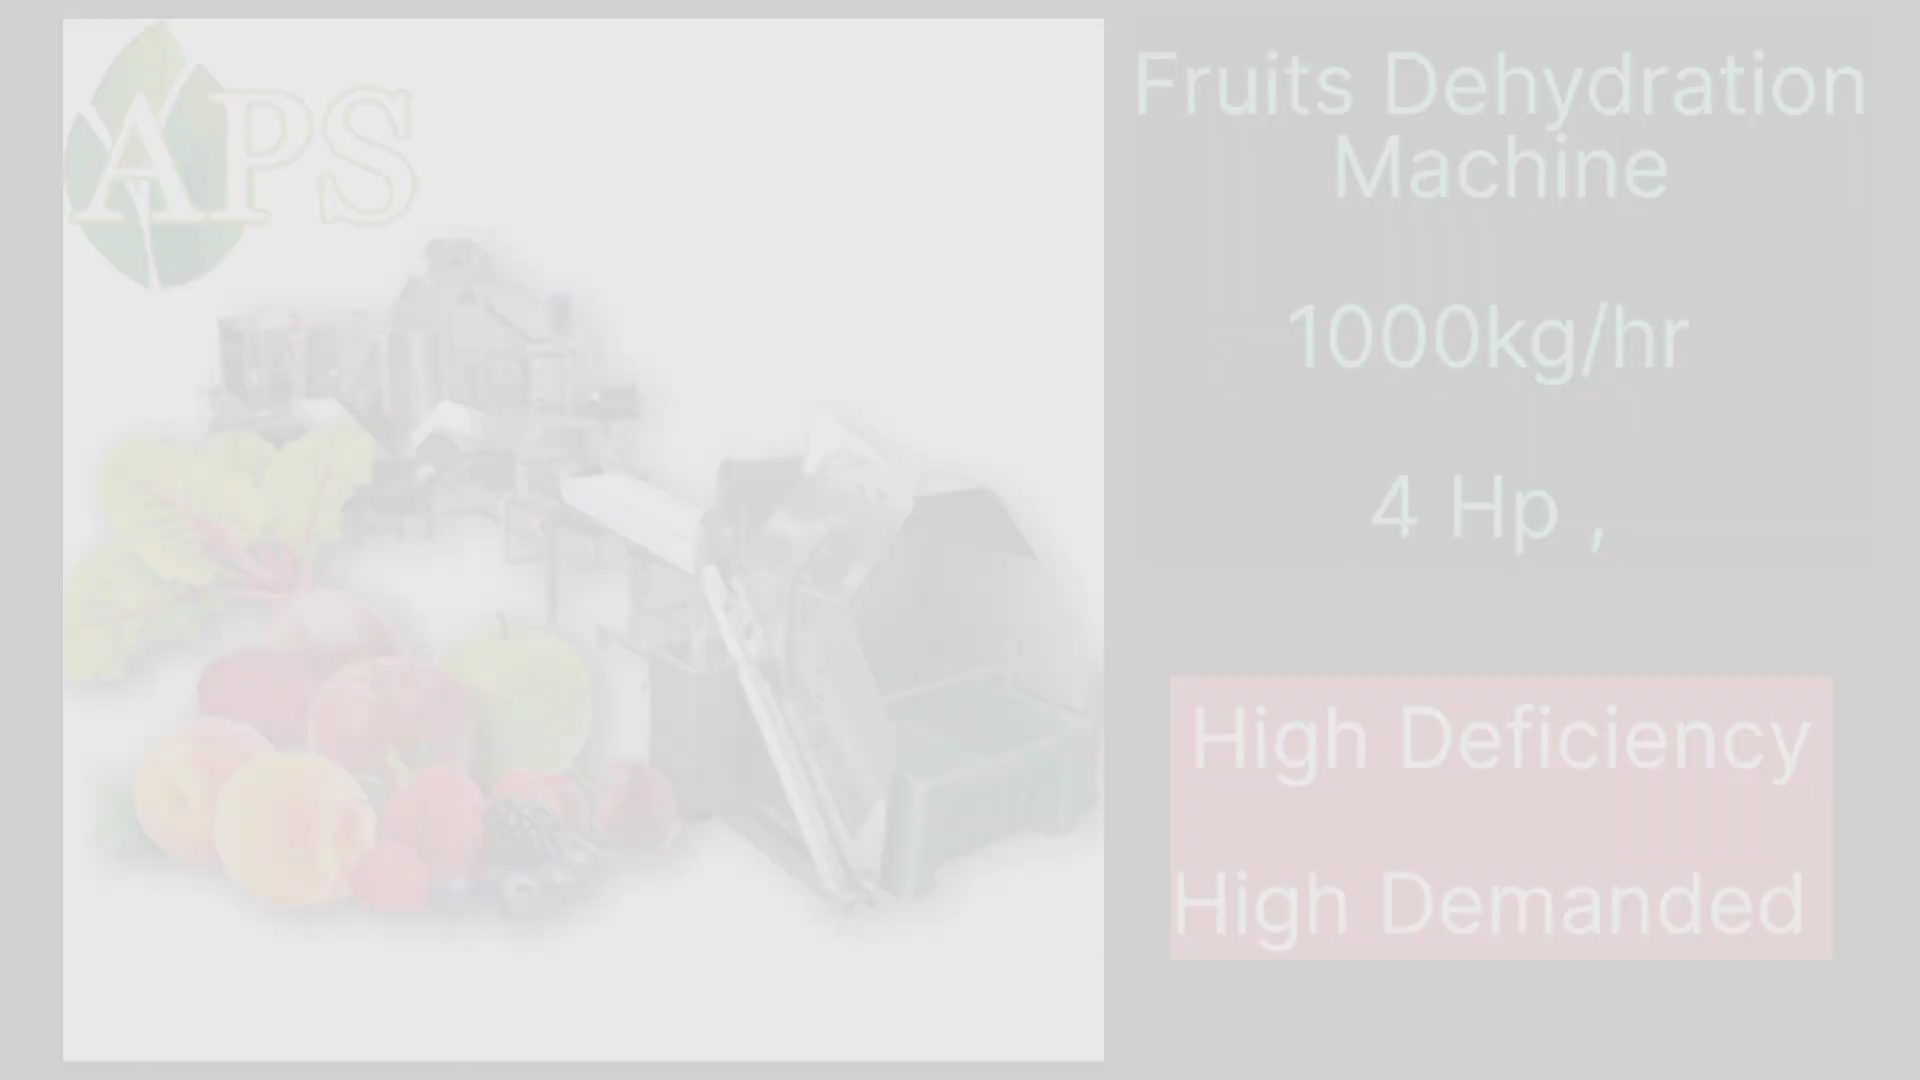 APS
Fruits Dehydration
Machine
1000kg/hr
4 Hp ,
High Deficiency
High Demanded